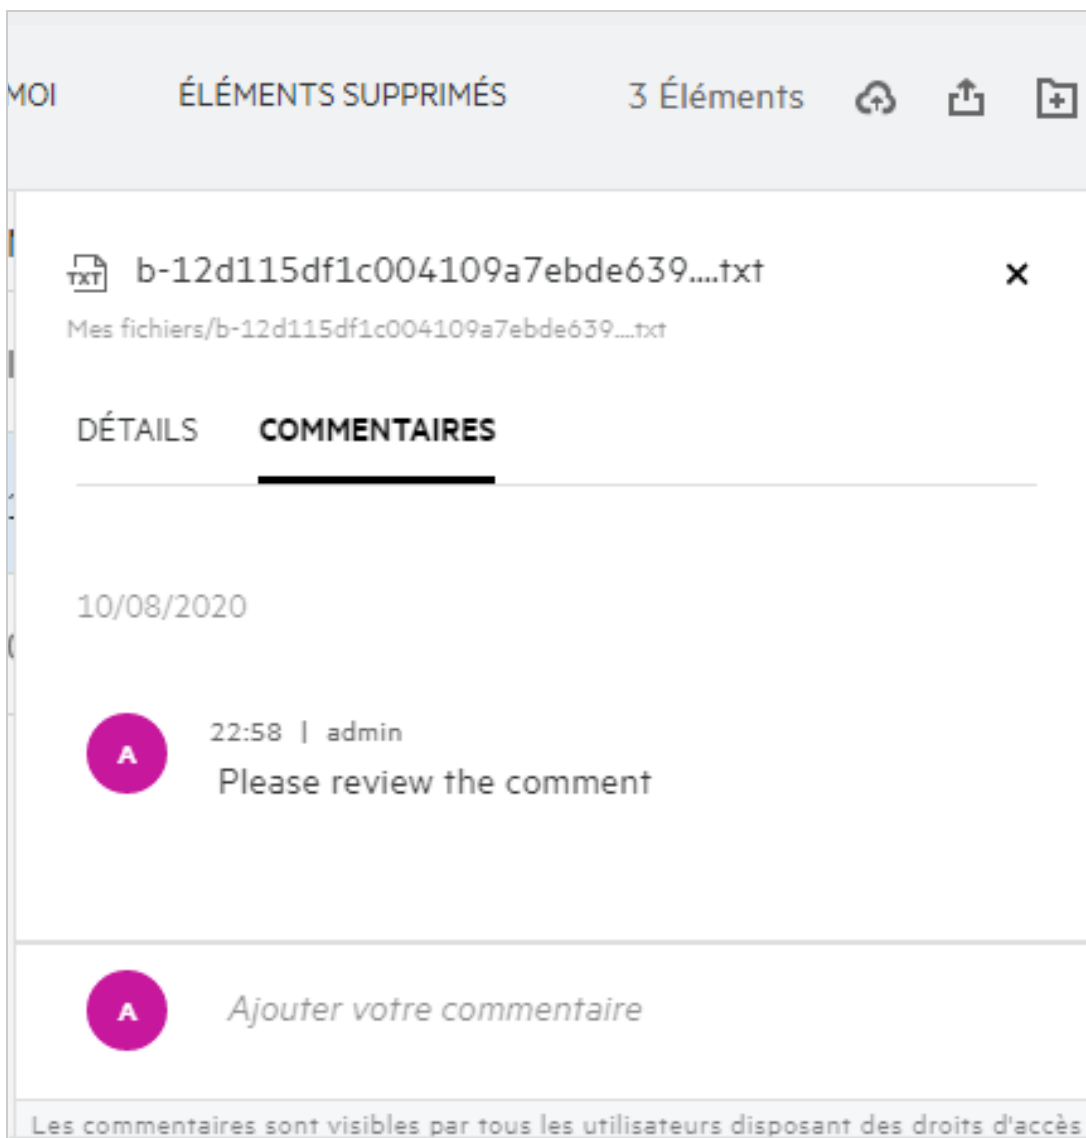 MOI ÉLÉMENTS SUPPRIMÉS 3 Éléments
TXT b-12d115df1c004109a7ebde639....txt
Mes fichiers/b-12d115df1c004109a7ebde639....txt
DÉTAILS COMMENTAIRES
10/08/2020
22:58 | admin
A Please review the comment
A Ajouter votre commentaire
Les commentaires sont visibles par tous les utilisateurs disposant des droits d'accès